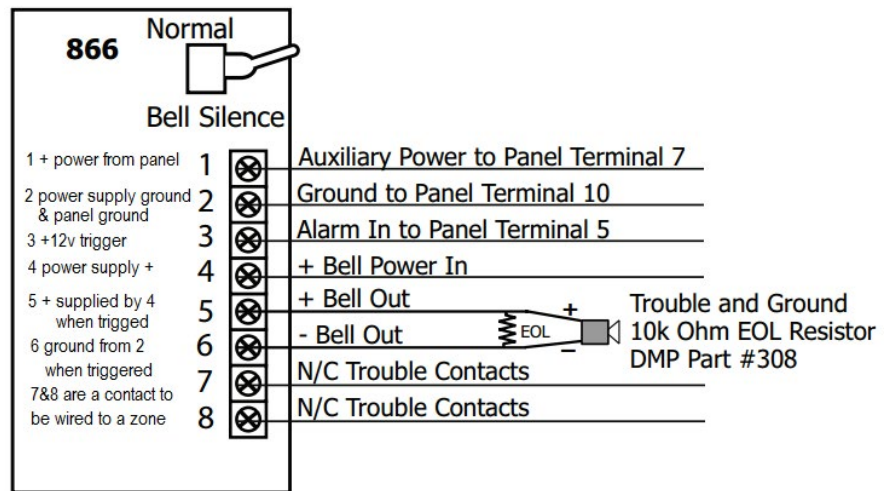 Normal
866
Bell Silence
1 + power from panel
1
Auxiliary Power to Panel Terminal 7
2 power supply ground
& panel ground
2
Ground to Panel Terminal 10
3 +12v trigger
3
Alarm In to Panel Terminal 5
4 power supply +
4
+ Bell Power In
5 + supplied by 4
when trigged
5
+ Bell Out
6 ground from 2
when triggered
6
- Bell Out
EOL
+
–
Trouble and Ground
10k Ohm EOL Resistor
DMP Part #308
7&8 are a contact to
be wired to a zone
7
N/C Trouble Contacts
8
N/C Trouble Contacts